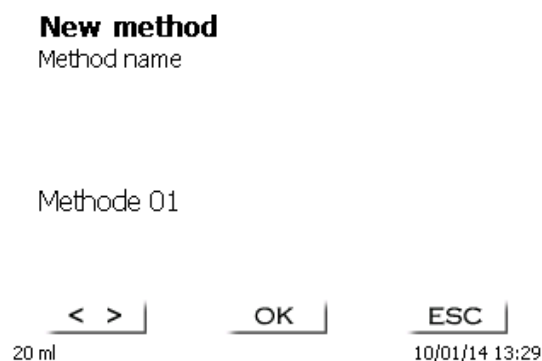 New method
Method name
Methode 01
< > OK ESC
20 ml 10/01/14 13:29